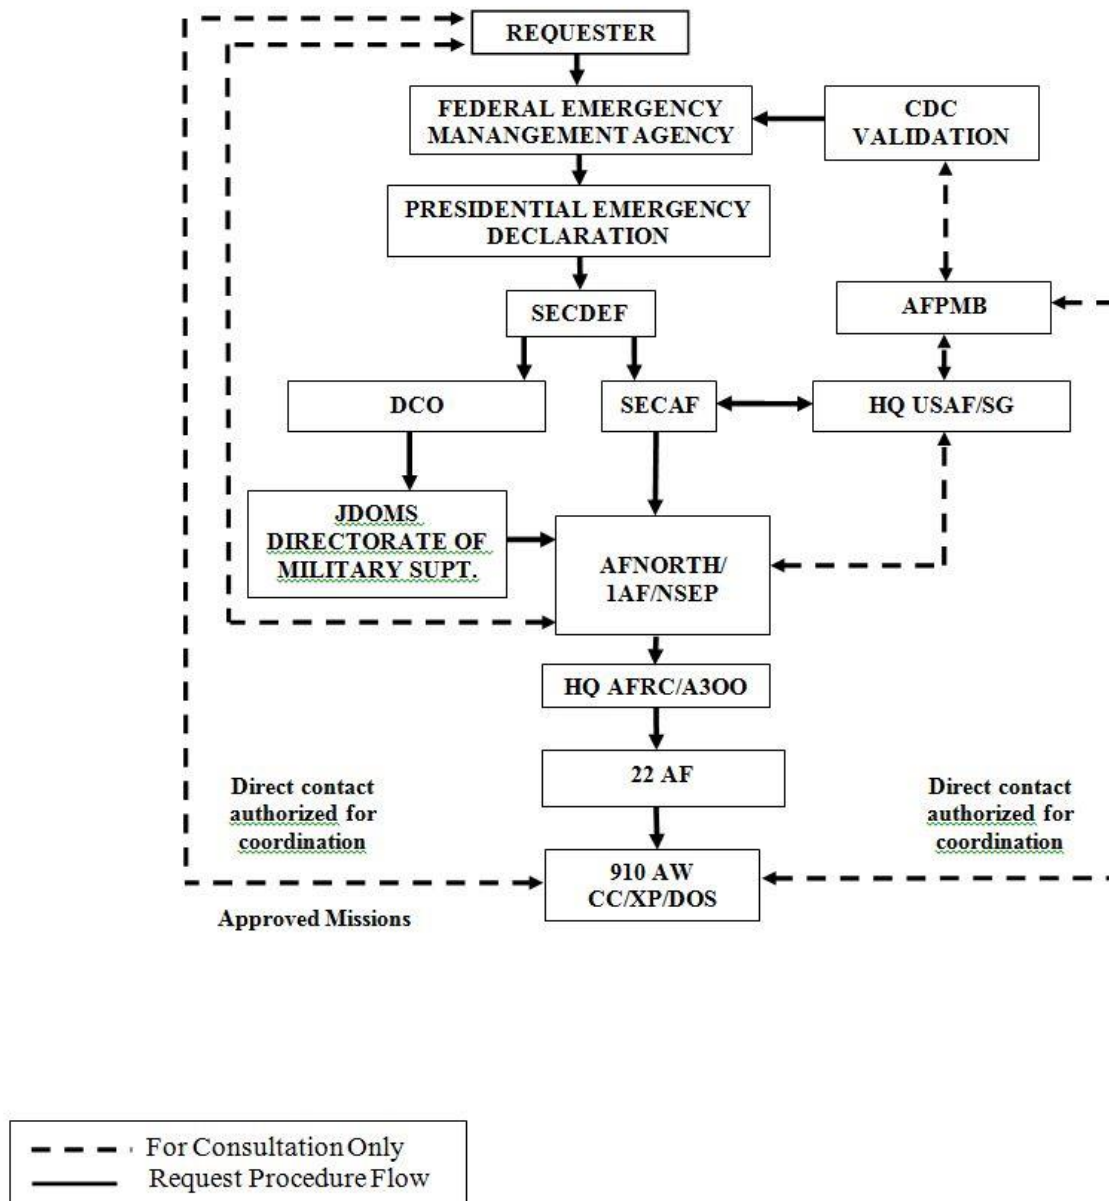 REQUESTER
FEDERAL EMERGENCY
MANANGEMENT AGENCY
CDC
VALIDATION
PRESIDENTIAL EMERGENCY
DECLARATION
SECDEF
AFPMB
DCO
SECAF
HQ USAF/SG
JDOMS
DIRECTORATE OF
MILITARY SUPT.
AFNORTH/
1AF/NSEP
HQ AFRC/A3OO
22 AF
Direct contact
authorized for
coordination
Direct contact
authorized for
coordination
910 AW
CC/XP/DOS
Approved Missions
For Consultation Only
Request Procedure Flow